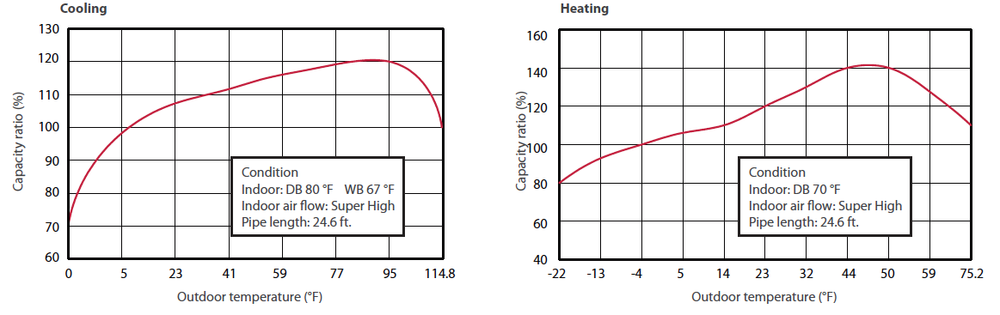 Cooling
130
120
110
100
90
80
70
60
Capacity ratio (%)
Condition
Indoor: DB 80 °F WB 67 °F
Indoor air flow: Super High
Pipe length: 24.6 ft.
0 5 23 41 59 77 95 114.8
Outdoor temperature (°F)
Heating
160
140
120
100
80
60
40
Capacity ratio (%)
Condition
Indoor: DB 70 °F
Indoor air flow: Super High
Pipe length: 24.6 ft.
-22 -13 -4 5 14 23 32 44 50 59 75.2
Outdoor temperature (°F)